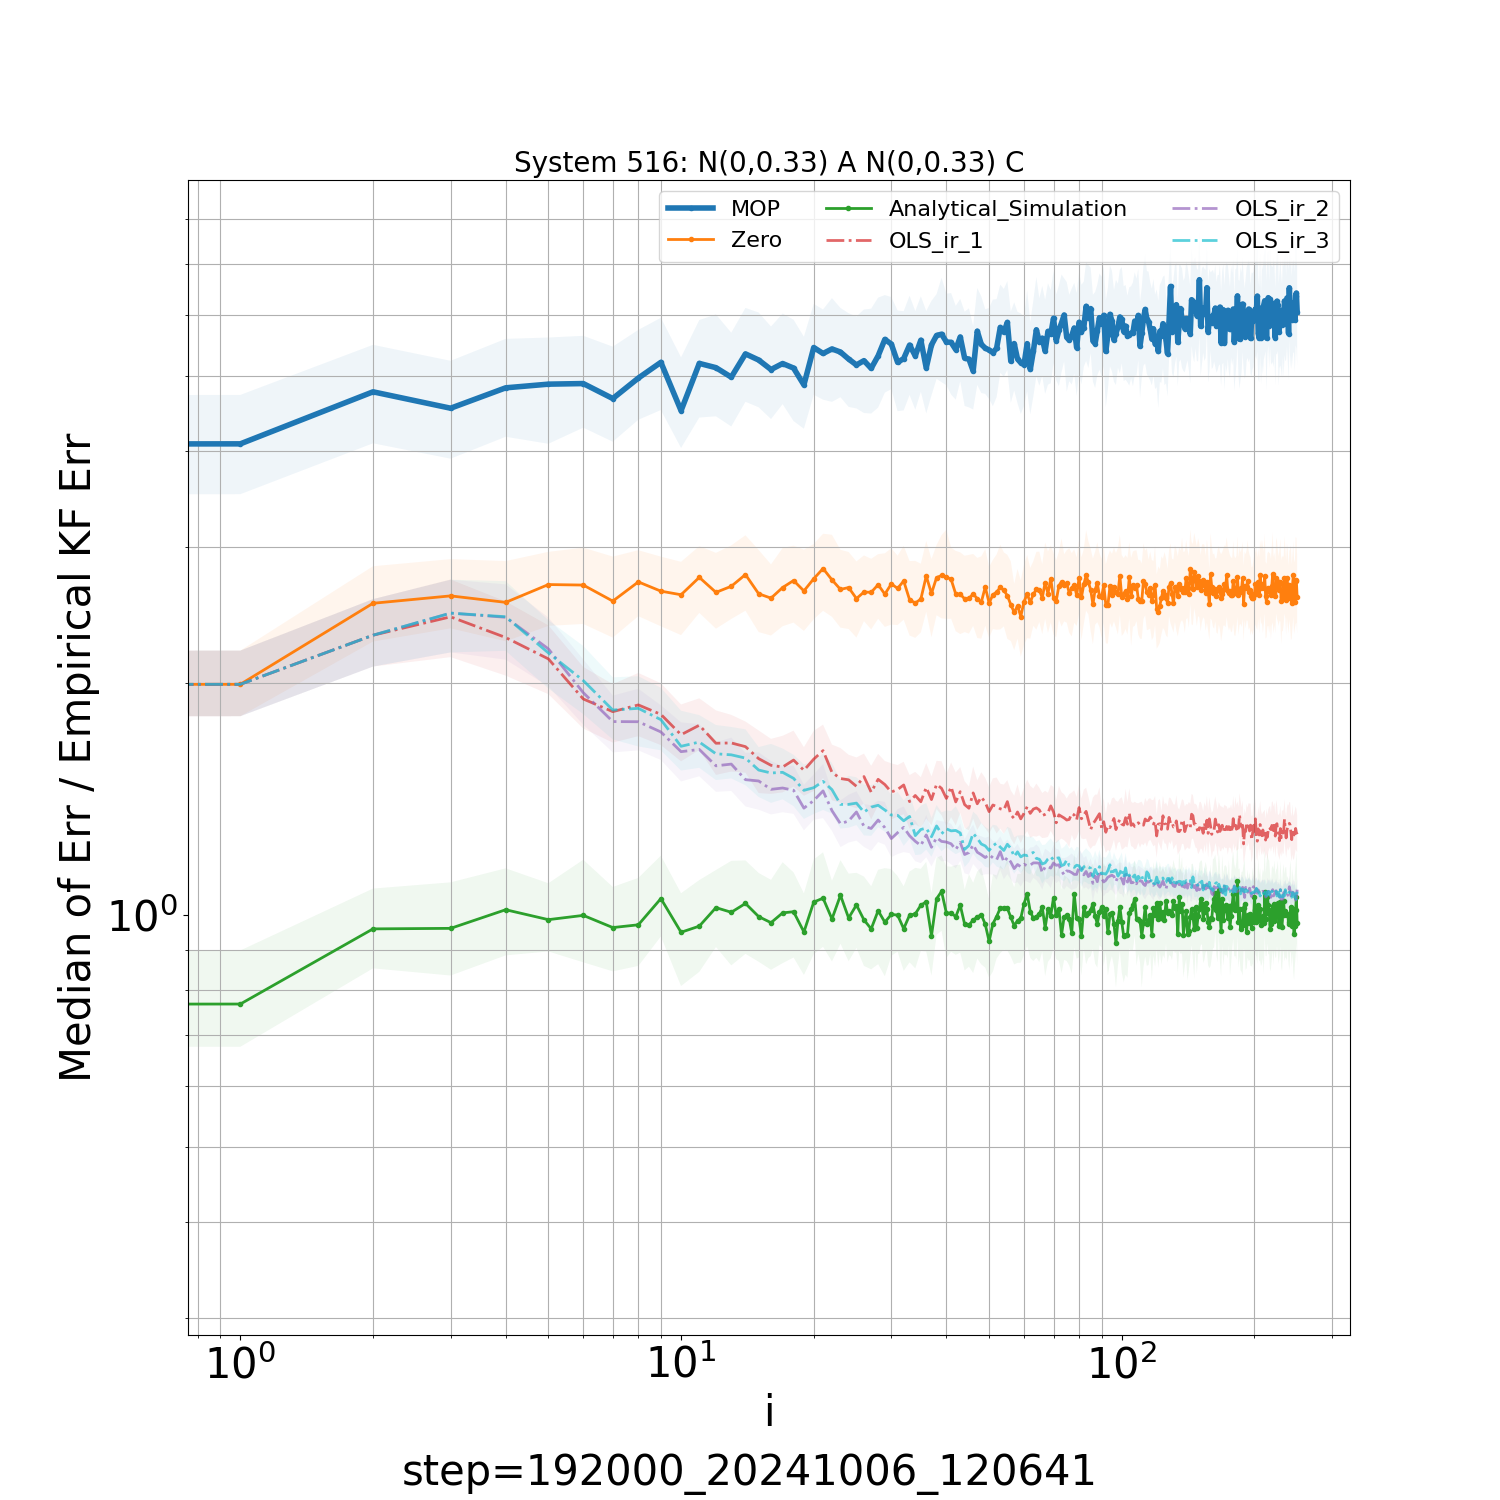 System 516: N(0,0.33) A N(0,0.33) C
MOP
Zero
Analytical_Simulation
OLS_ir_1
OLS_ir_2
OLS_ir_3
Median of Err / Empirical KF Err
10⁰
10⁰ 10¹ 10²
i
step=192000_20241006_120641